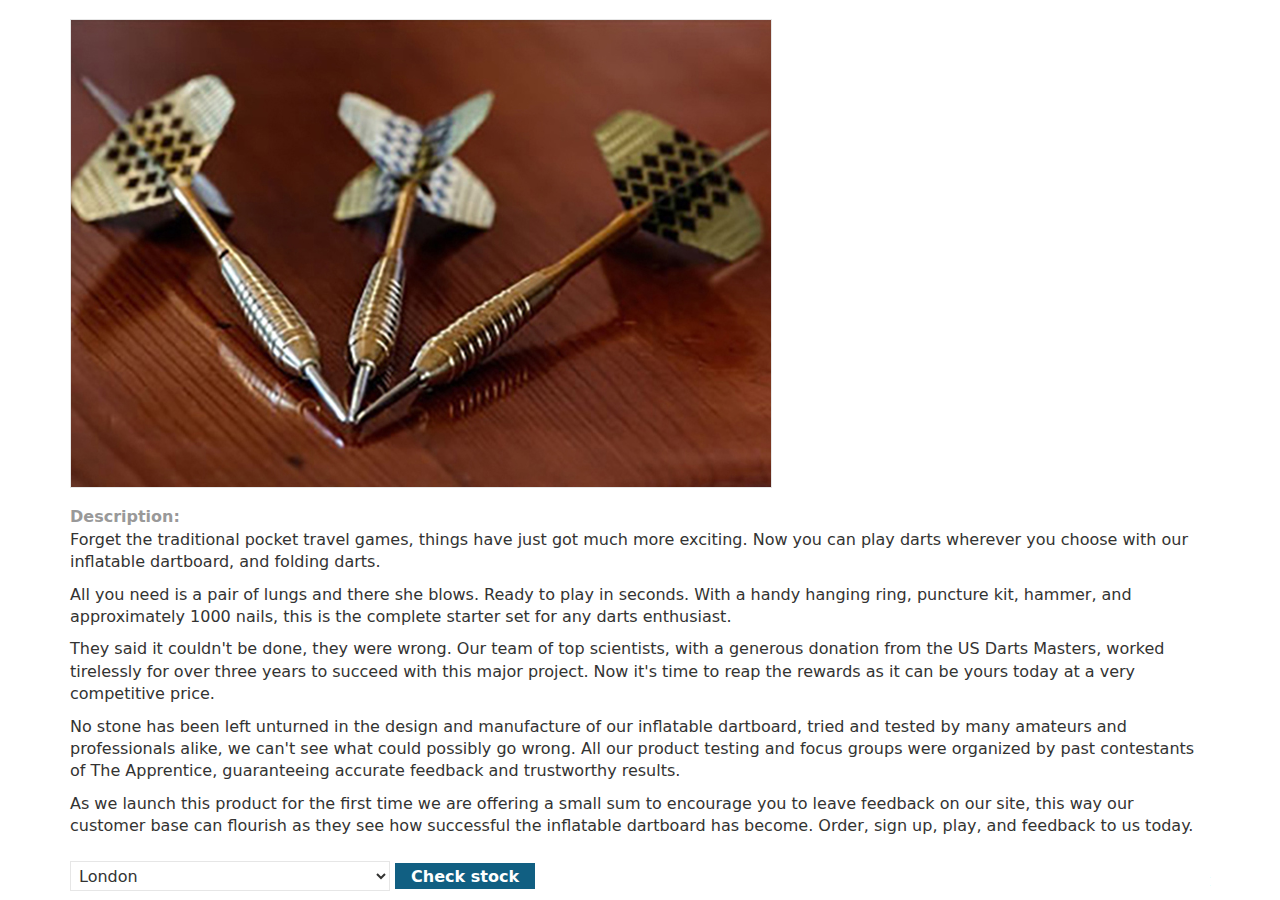 Description:
Forget the traditional pocket travel games, things have just got much more exciting. Now you can play darts wherever you choose with our
inflatable dartboard, and folding darts.
All you need is a pair of lungs and there she blows. Ready to play in seconds. With a handy hanging ring, puncture kit, hammer, and
approximately 1000 nails, this is the complete starter set for any darts enthusiast.
They said it couldn't be done, they were wrong. Our team of top scientists, with a generous donation from the US Darts Masters, worked
tirelessly for over three years to succeed with this major project. Now it's time to reap the rewards as it can be yours today at a very
competitive price.
No stone has been left unturned in the design and manufacture of our inflatable dartboard, tried and tested by many amateurs and
professionals alike, we can't see what could possibly go wrong. All our product testing and focus groups were organized by past contestants
of The Apprentice, guaranteeing accurate feedback and trustworthy results.
As we launch this product for the first time we are offering a small sum to encourage you to leave feedback on our site, this way our
customer base can flourish as they see how successful the inflatable dartboard has become. Order, sign up, play, and feedback to us today.
London Check stock